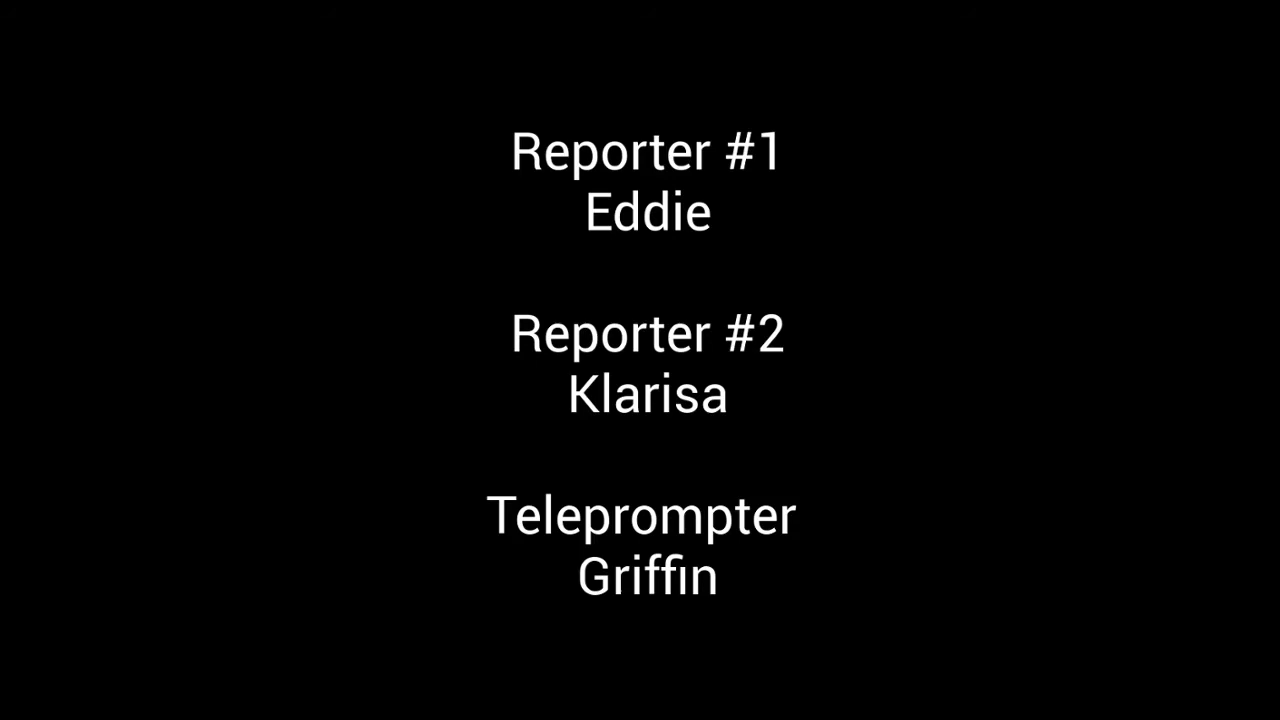 Reporter #1
Eddie
Reporter #2
Klarisa
Teleprompter
Griffin